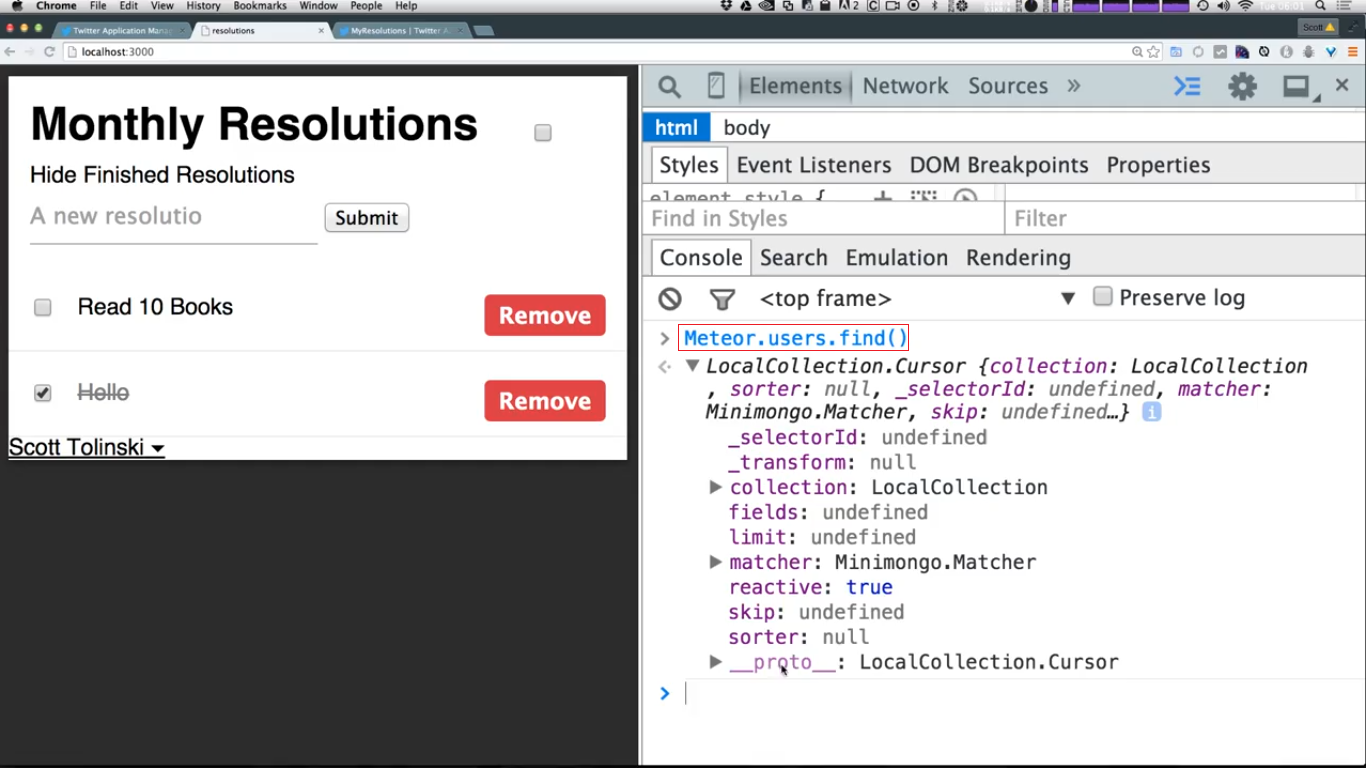 Chrome File Edit View History Bookmarks Window People Help
Twitter Application Mana
resolutions
MyResolutions | Twitter A
Scott
localhost:3000
Monthly Resolutions
Hide Finished Resolutions
A new resolutio
Submit
Read 10 Books
Remove
Hello
Remove
Scott Tolinski
Elements Network Sources »
html body
Styles Event Listeners DOM Breakpoints Properties
element.style {
Find in Styles Filter
Console Search Emulation Rendering
<top frame> Preserve log
> Meteor.users.find()
LocalCollection.Cursor {collection: LocalCollection
, sorter: null, _selectorId: undefined, matcher:
Minimongo.Matcher, skip: undefined…}
_selectorId: undefined
_transform: null
collection: LocalCollection
fields: undefined
limit: undefined
matcher: Minimongo.Matcher
reactive: true
skip: undefined
sorter: null
__proto__: LocalCollection.Cursor
>